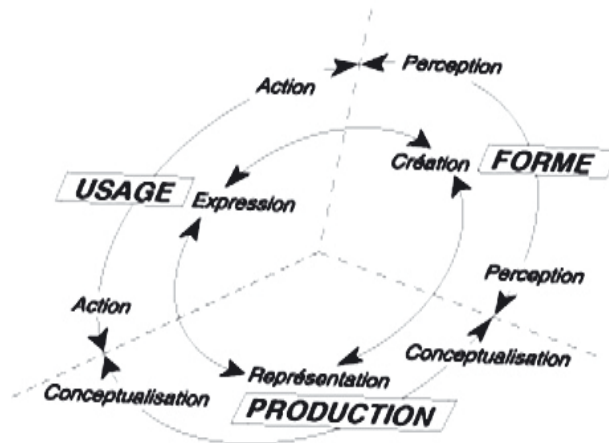 Perception
Action
Création
FORME
USAGE
Expression
Perception
Action
Conceptualisation
Représentation
Conceptualisation
PRODUCTION